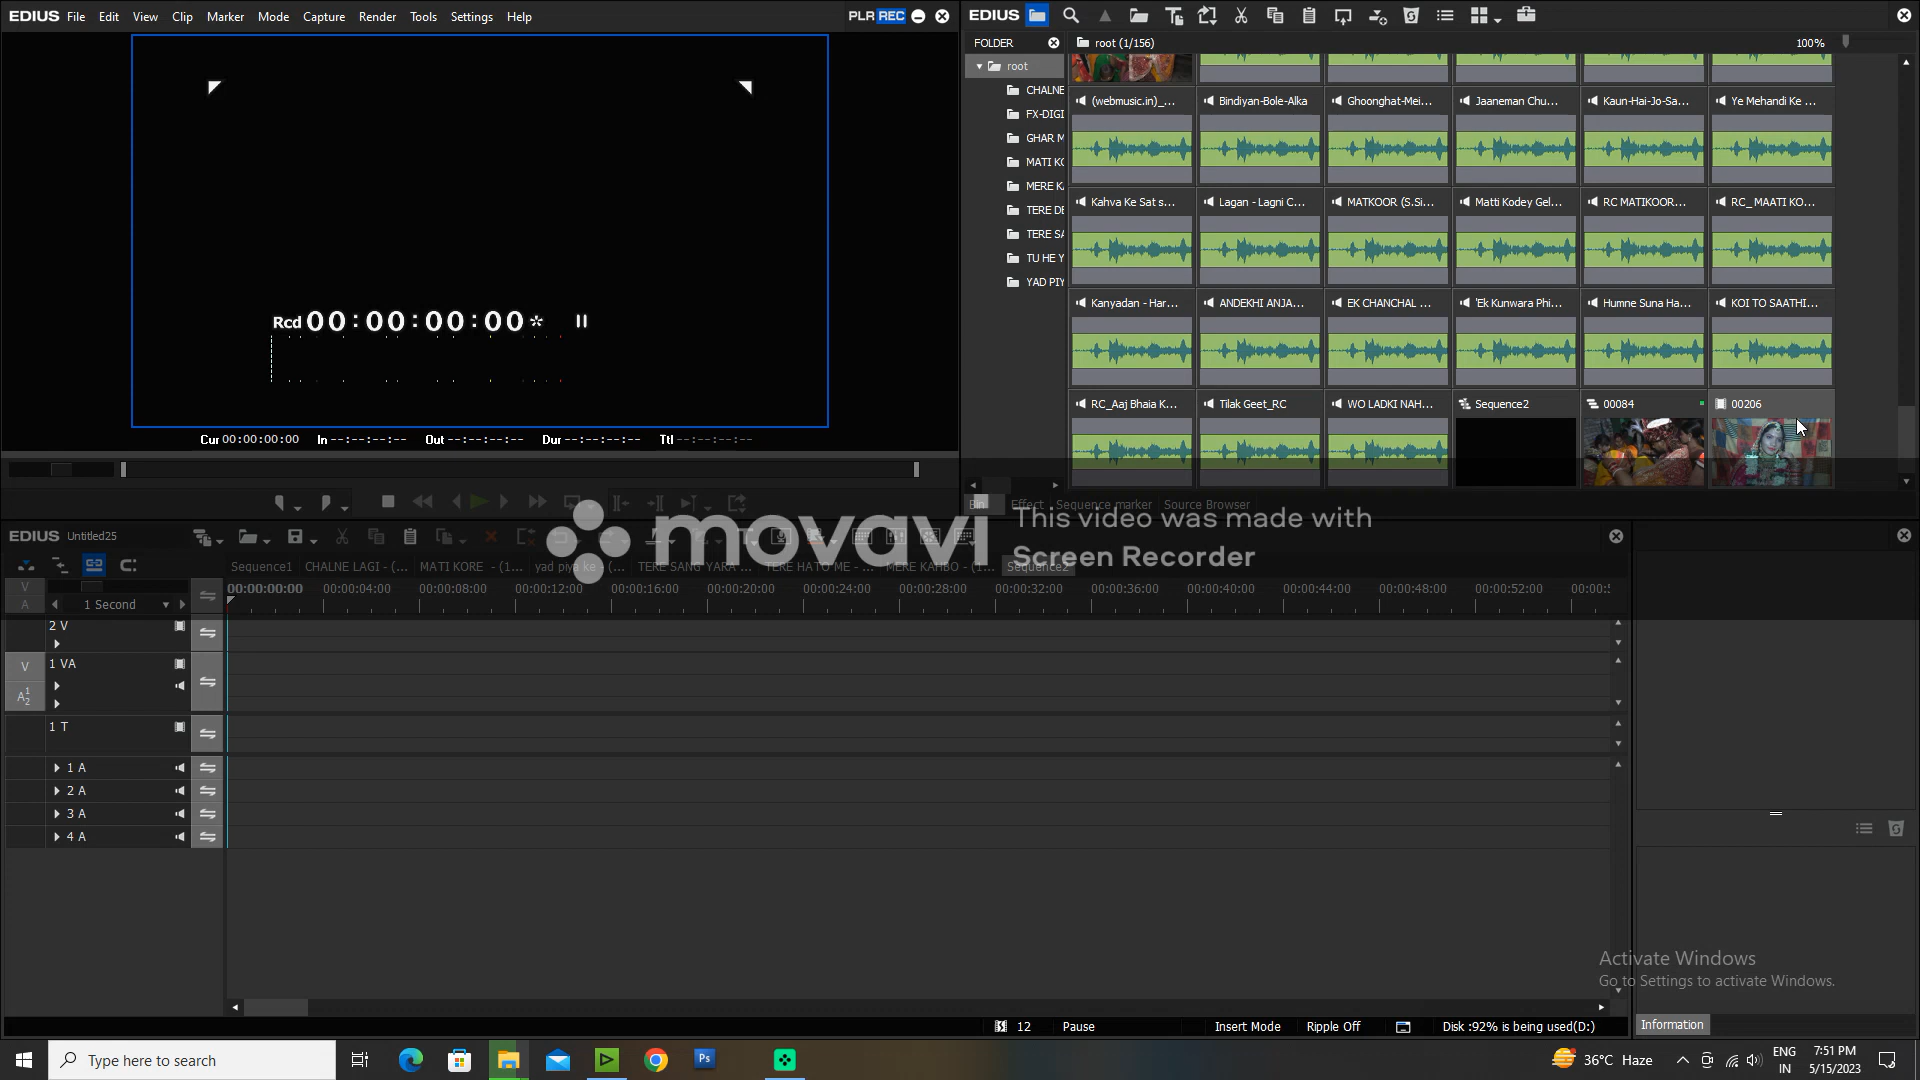 EDIUS File Edit View Clip Marker Mode Capture Render Tools Settings Help PLR REC
EDIUS
FOLDER root (1/156) 100%
root
CHALNE
FX-DIGI
GHAR M
MATI KO
MERE K
TERE DE
TERE SA
TU HE Y
YAD PIY
(webmusic.in)_... Bindiyan-Bole-Alka Ghoonghat-Mei... Jaaneman Chu... Kaun-Hai-Jo-Sa... Ye Mehandi Ke ...
Kahva Ke Sat s... Lagan - Lagni C... MATKOOR (S.Si... Matti Kodey Gel... RC MATIKOOR... RC_ MAATI KO...
Kanyadan - Har... ANDEKHI ANJA... EK CHANCHAL ... 'Ek Kunwara Phi... Humne Suna Ha... KOI TO SAATHI...
RC_Aaj Bhaia K... Tilak Geet_RC WO LADKI NAH... Sequence2 00084 00206
Bin Effect Sequence marker Source Browser
Rcd 00:00:00:00* II
Cur 00:00:00:00 In --:--:--:-- Out --:--:--:-- Dur --:--:--:-- Ttl --:--:--:--
movavi
This video was made with
Screen Recorder
EDIUS Untitled25
Sequence1 CHALNE LAGI - (... MATI KORE - (1... yad piya ke - (... TERE SANG YARA ... TERE HATO ME - ... MERE KAHBO - (1... Sequence2
V
A
1 Second
00:00:00:00 00:00:04:00 00:00:08:00 00:00:12:00 00:00:16:00 00:00:20:00 00:00:24:00 00:00:28:00 00:00:32:00 00:00:36:00 00:00:40:00 00:00:44:00 00:00:48:00 00:00:52:00
2 V
V 1 VA
A 1 2
1 T
1 A
2 A
3 A
4 A
Activate Windows
Go to Settings to activate Windows.
12 Pause Insert Mode Ripple Off Disk :92% is being used(D:)
Information
Type here to search
Ps
36°C Haze
ENG
IN
7:51 PM
5/15/2023